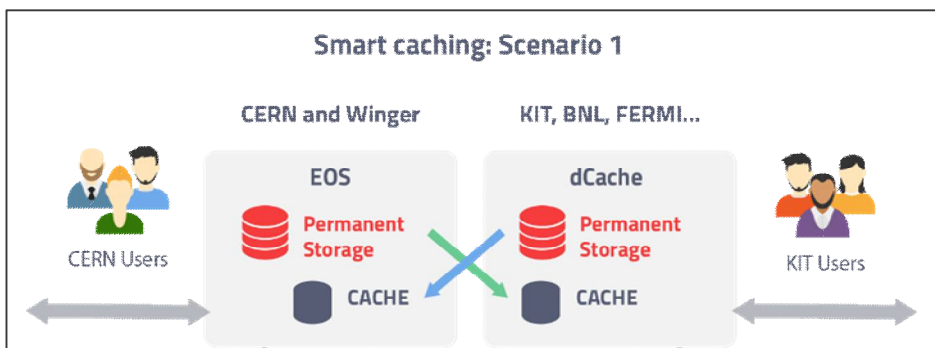 Smart caching: Scenario 1
CERN and Winger
KIT, BNL, FERMI...
EOS
dCache
Permanent
Storage
Permanent
Storage
CERN Users
KIT Users
CACHE
CACHE